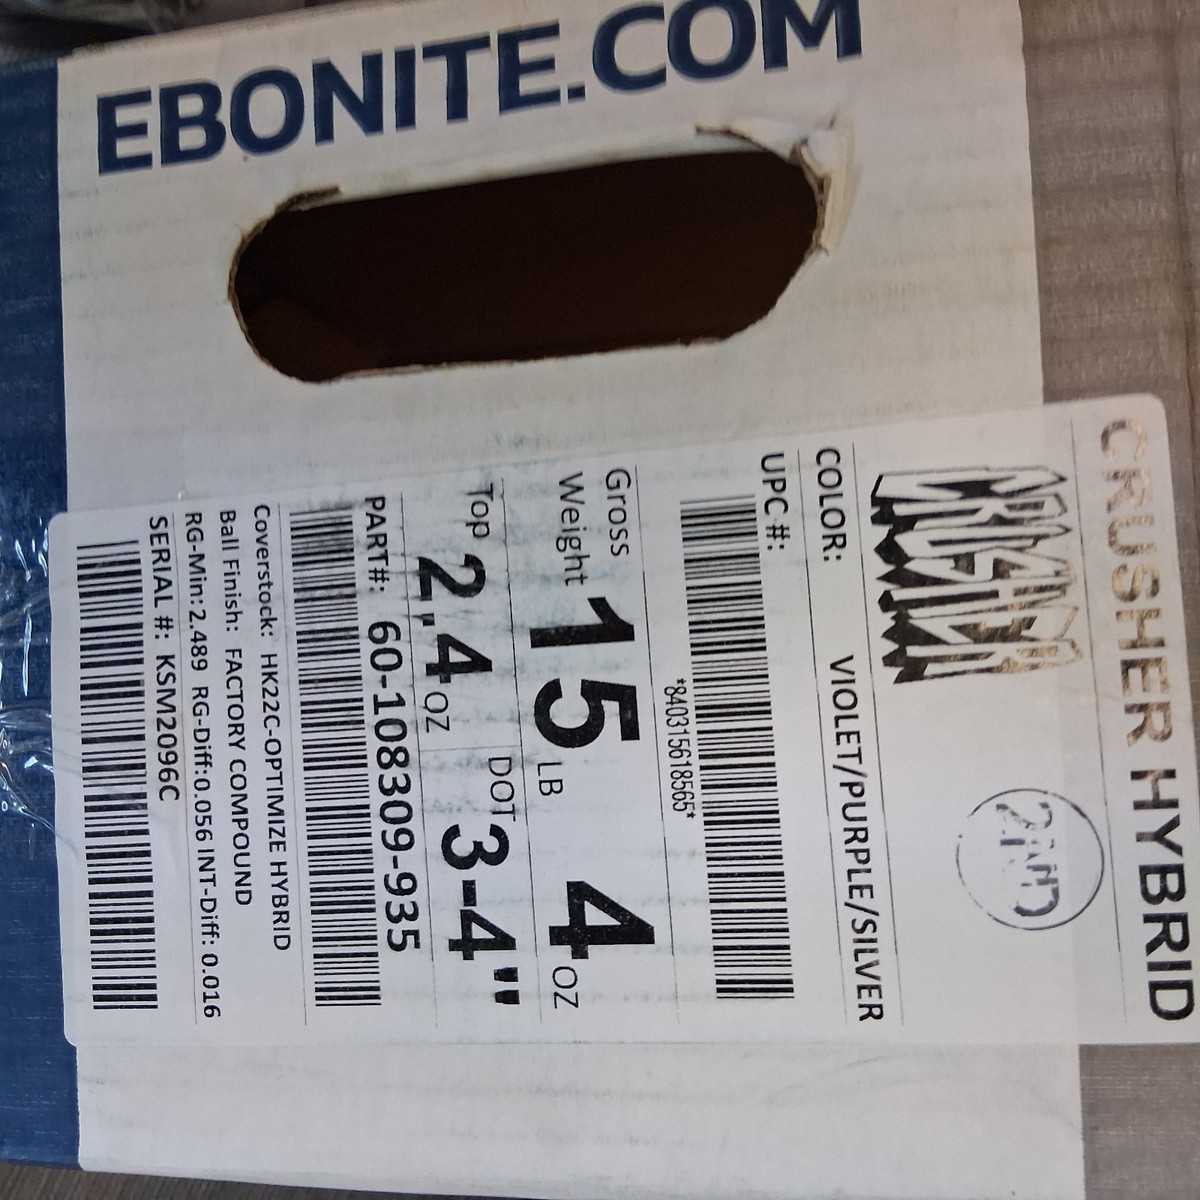 EBONITE.COM
CRUSHER HYBRID
2ND
COLOR: VIOLET/PURPLE/SILVER
UPC #:
*840315618565*
Gross Weight 15 LB 4 OZ
Top 2.4 OZ DOT 3-4"
PART#: 60-108309-935
Coverstock: HK22C-OPTIMIZE HYBRID
Ball Finish: FACTORY COMPOUND
RG-Min: 2.489 RG-Diff:0.056 INT-Diff: 0.016
SERIAL #: KSM2096C